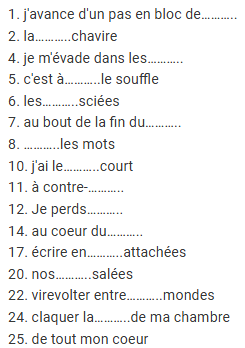 1. j'avance d'un pas en bloc de………..
2. la………..chavire
4. je m'évade dans les………..
5. c'est à………..le souffle
6. les………..sciées
7. au bout de la fin du………..
8. ………..les mots
10. j'ai le………..court
11. à contre-………..
12. Je perds………..
14. au coeur du………..
17. écrire en………..attachées
20. nos………..salées
22. virevolter entre………..mondes
24. claquer la………..de ma chambre
25. de tout mon coeur